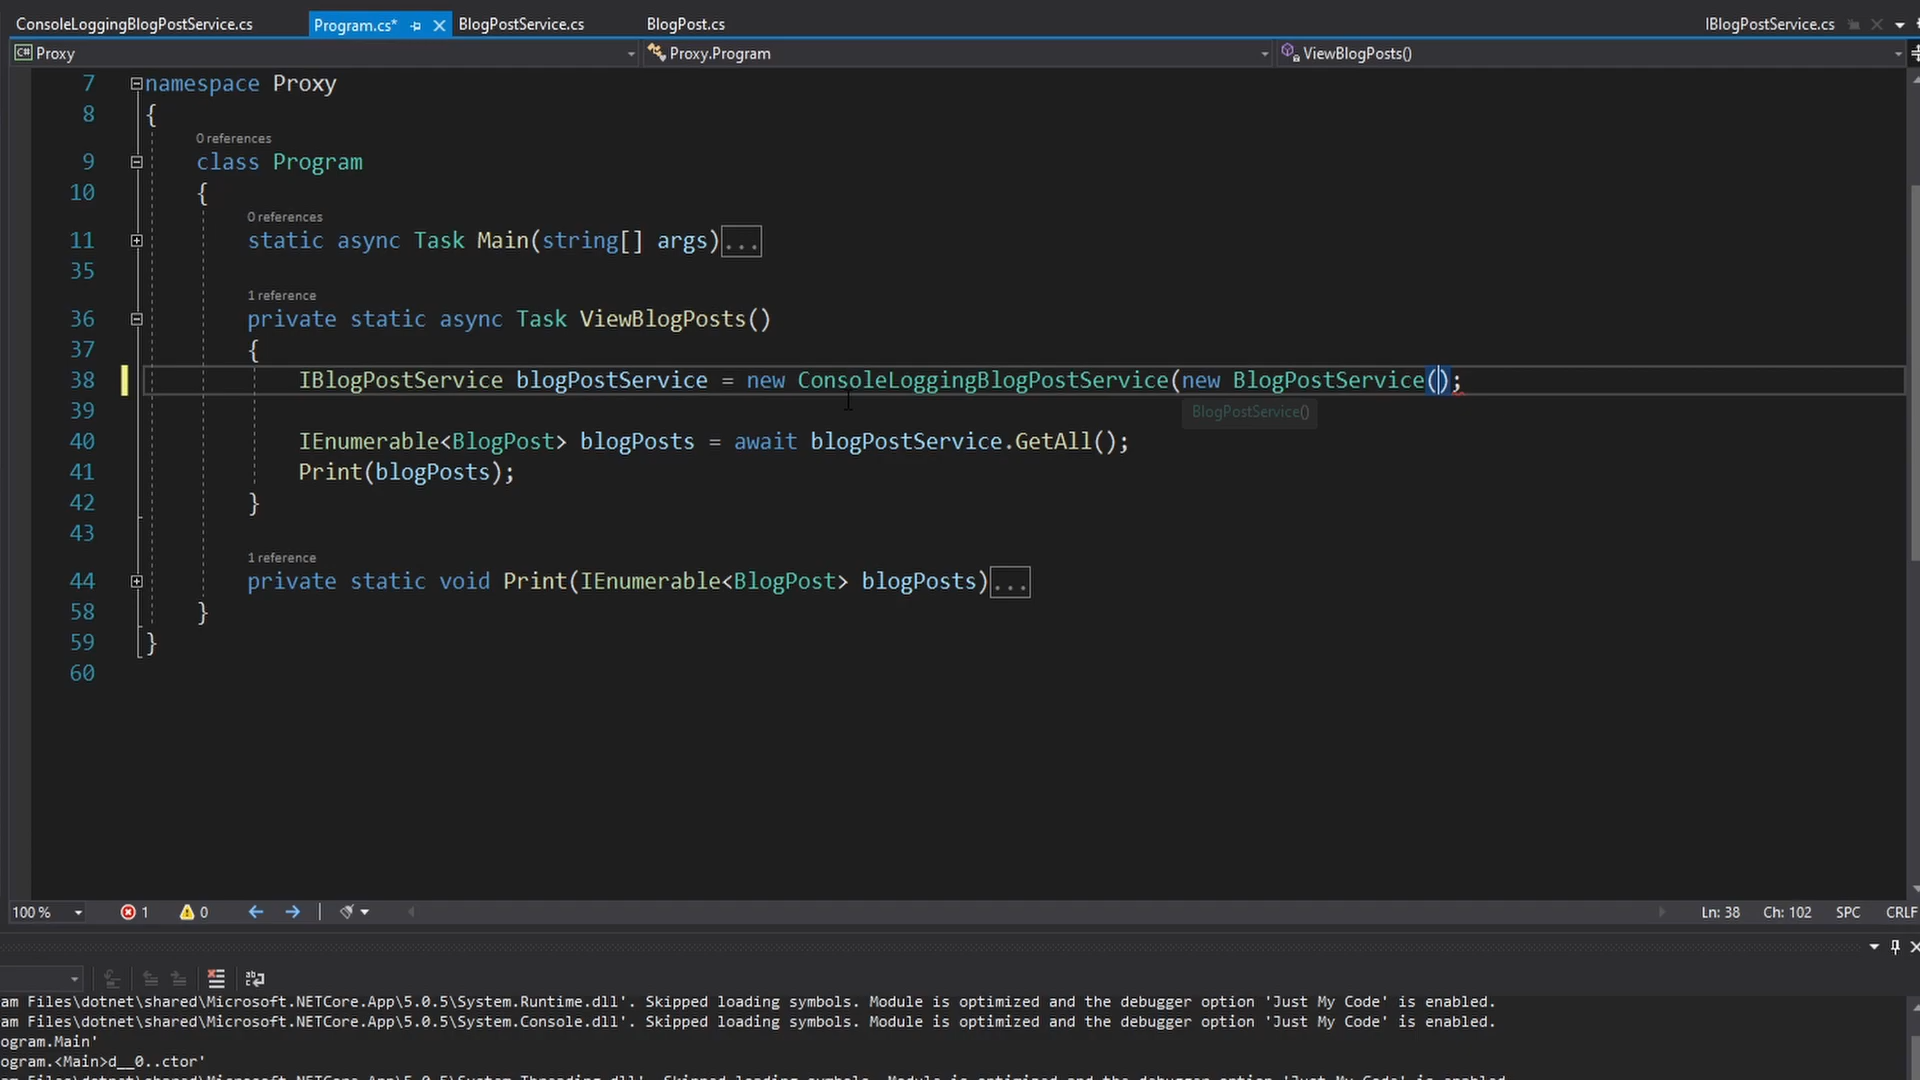 ConsoleLoggingBlogPostService.cs Program.cs* BlogPostService.cs BlogPost.cs IBlogPostService.cs
C# Proxy Proxy.Program ViewBlogPosts()
7 namespace Proxy
8 {
0 references
9 class Program
10 {
0 references
11 static async Task Main(string[] args)...
35
1 reference
36 private static async Task ViewBlogPosts()
37 {
38 IBlogPostService blogPostService = new ConsoleLoggingBlogPostService(new BlogPostService();
39
BlogPostService()
40 IEnumerable<BlogPost> blogPosts = await blogPostService.GetAll();
41 Print(blogPosts);
42 }
43
1 reference
44 private static void Print(IEnumerable<BlogPost> blogPosts)...
58 }
59 }
60
100 % 1 0 Ln: 38 Ch: 102 SPC CRLF
am Files\dotnet\shared\Microsoft.NETCore.App\5.0.5\System.Runtime.dll'. Skipped loading symbols. Module is optimized and the debugger option 'Just My Code' is enabled.
am Files\dotnet\shared\Microsoft.NETCore.App\5.0.5\System.Console.dll'. Skipped loading symbols. Module is optimized and the debugger option 'Just My Code' is enabled.
ogram.Main'
ogram.<Main>d__0..ctor'